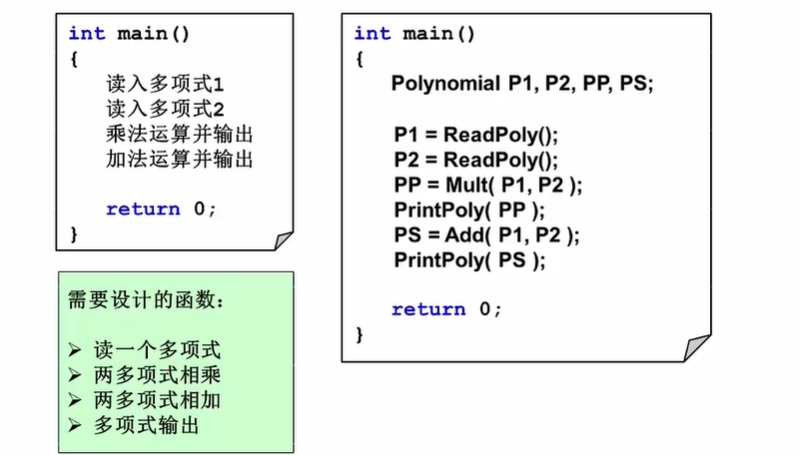 int main()
{
读入多项式1
读入多项式2
乘法运算并输出
加法运算并输出
return 0;
}
需要设计的函数:
➢ 读一个多项式
➢ 两多项式相乘
➢ 两多项式相加
➢ 多项式输出
int main()
{
Polynomial P1, P2, PP, PS;
P1 = ReadPoly();
P2 = ReadPoly();
PP = Mult( P1, P2 );
PrintPoly( PP );
PS = Add( P1, P2 );
PrintPoly( PS );
return 0;
}